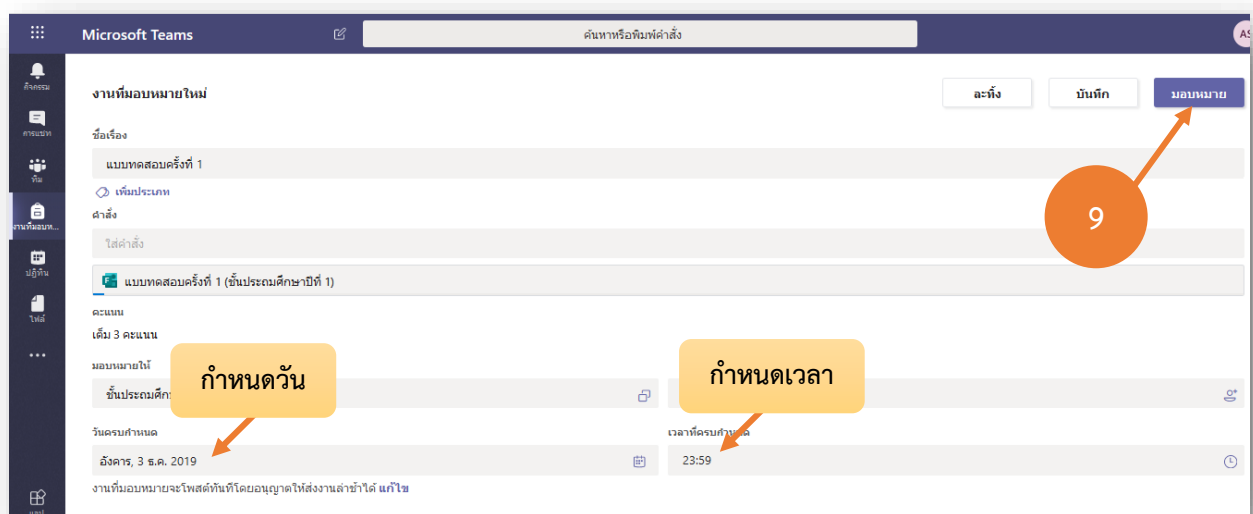 Microsoft Teams
ค้นหาหรือพิมพ์คำสั่ง
AS
กิจกรรม
การแชท
ทีม
งานที่มอบห...
ปฏิทิน
ไฟล์
...
แอป
งานที่มอบหมายใหม่
ละทิ้ง
บันทึก
มอบหมาย
ชื่อเรื่อง
แบบทดสอบครั้งที่ 1
เพิ่มประเภท
คำสั่ง
ใส่คำสั่ง
9
แบบทดสอบครั้งที่ 1 (ชั้นประถมศึกษาปีที่ 1)
คะแนน
เต็ม 3 คะแนน
มอบหมายให้
กำหนดวัน
กำหนดเวลา
วันครบกำหนด
เวลาที่ครบกำหนด
อังคาร, 3 ธ.ค. 2019
23:59
งานที่มอบหมายจะโพสต์ทันทีโดยอนุญาตให้ส่งงานล่าช้าได้ แก้ไข